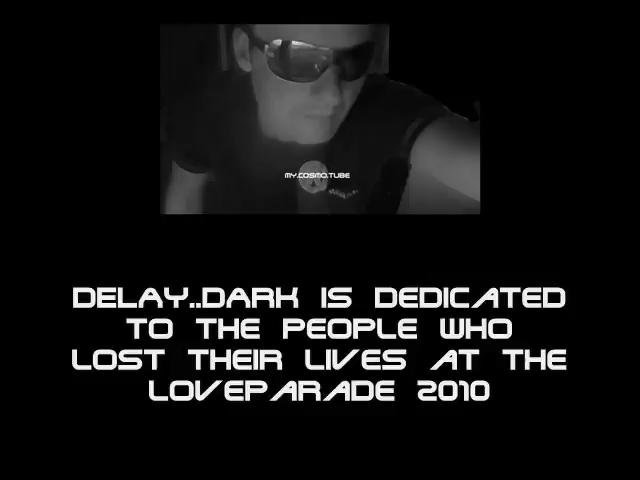 MY.COSMO.TUBE
DELAY..DARK IS DEDICATED
TO THE PEOPLE WHO
LOST THEIR LIVES AT THE
LOVEPARADE 2010